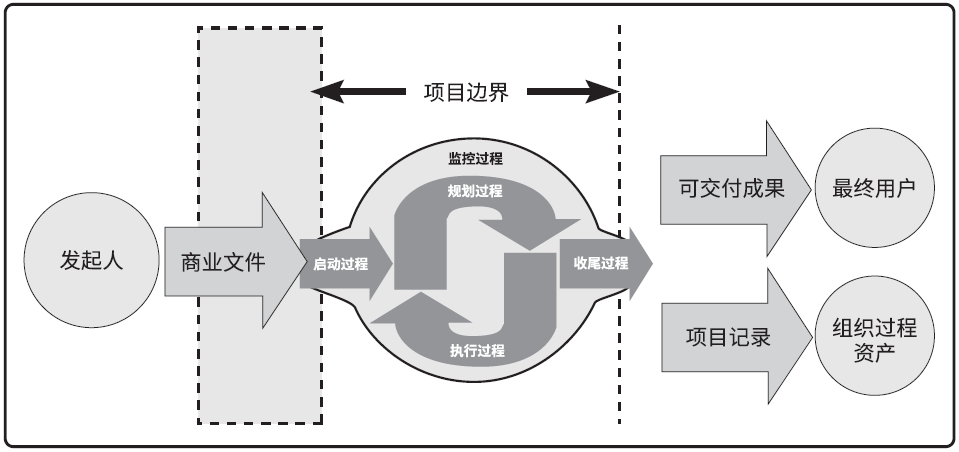 项目边界
监控过程
规划过程
发起人
商业文件
启动过程
收尾过程
执行过程
可交付成果
最终用户
项目记录
组织过程
资产